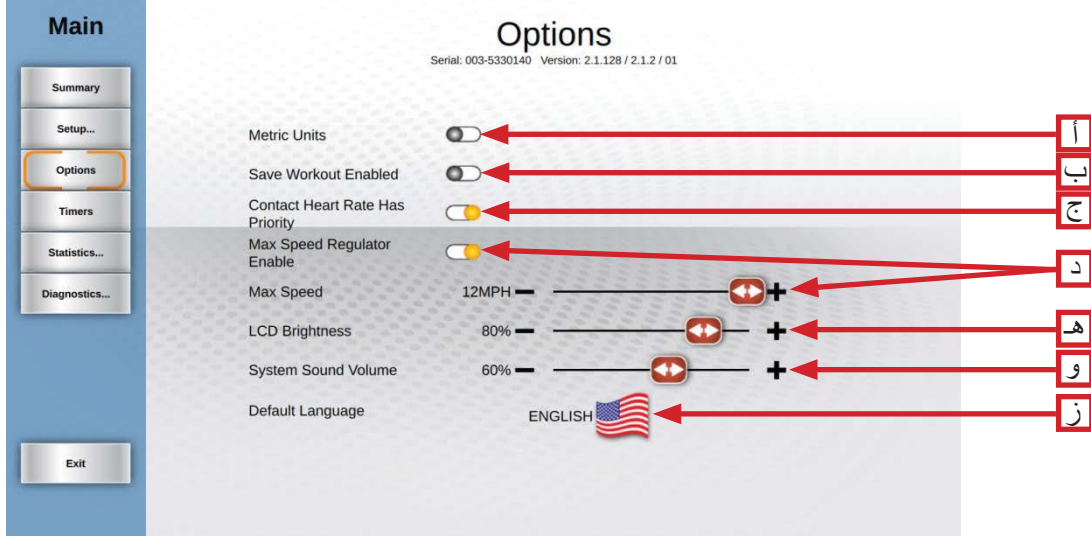 Main
Summary
Setup...
Options
Timers
Statistics...
Diagnostics...
Exit
Options
Serial: 003-5330140 Version: 2.1.128 / 2.1.2 / 01
Metric Units
أ
Save Workout Enabled
ب
Contact Heart Rate Has
Priority
ج
Max Speed Regulator
Enable
د
Max Speed 12MPH
LCD Brightness 80%
هـ
System Sound Volume 60%
و
Default Language ENGLISH
ز